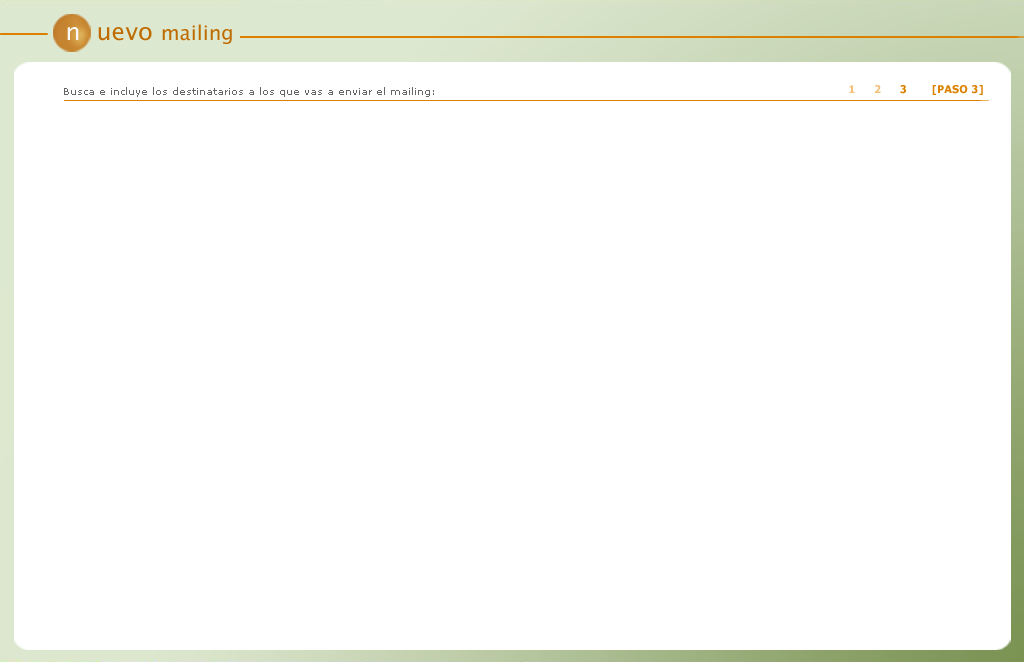 nuevo mailing
Busca e incluye los destinatarios a los que vas a enviar el mailing:
1 2 3 [PASO 3]